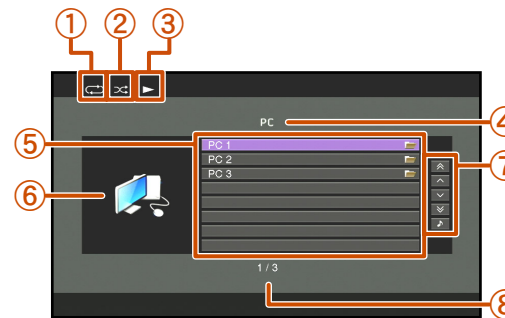 ① ② ③
PC ④
⑤ PC 1
PC 2
PC 3
⑥ ⑦
1 / 3
⑧